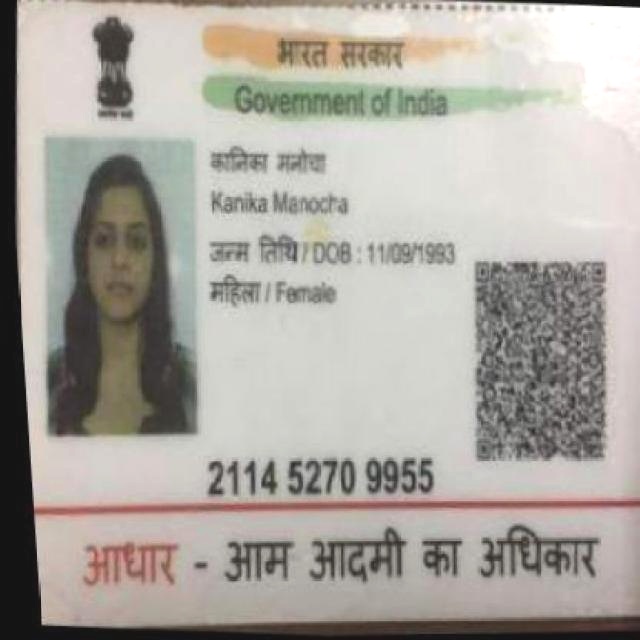 भारत सरकार
Government of India
कानिका मनोचा
Kanika Manocha
जन्म तिथि / DOB : 11/09/1993
महिला / Female
2114 5270 9955
आधार - आम आदमी का अधिकार